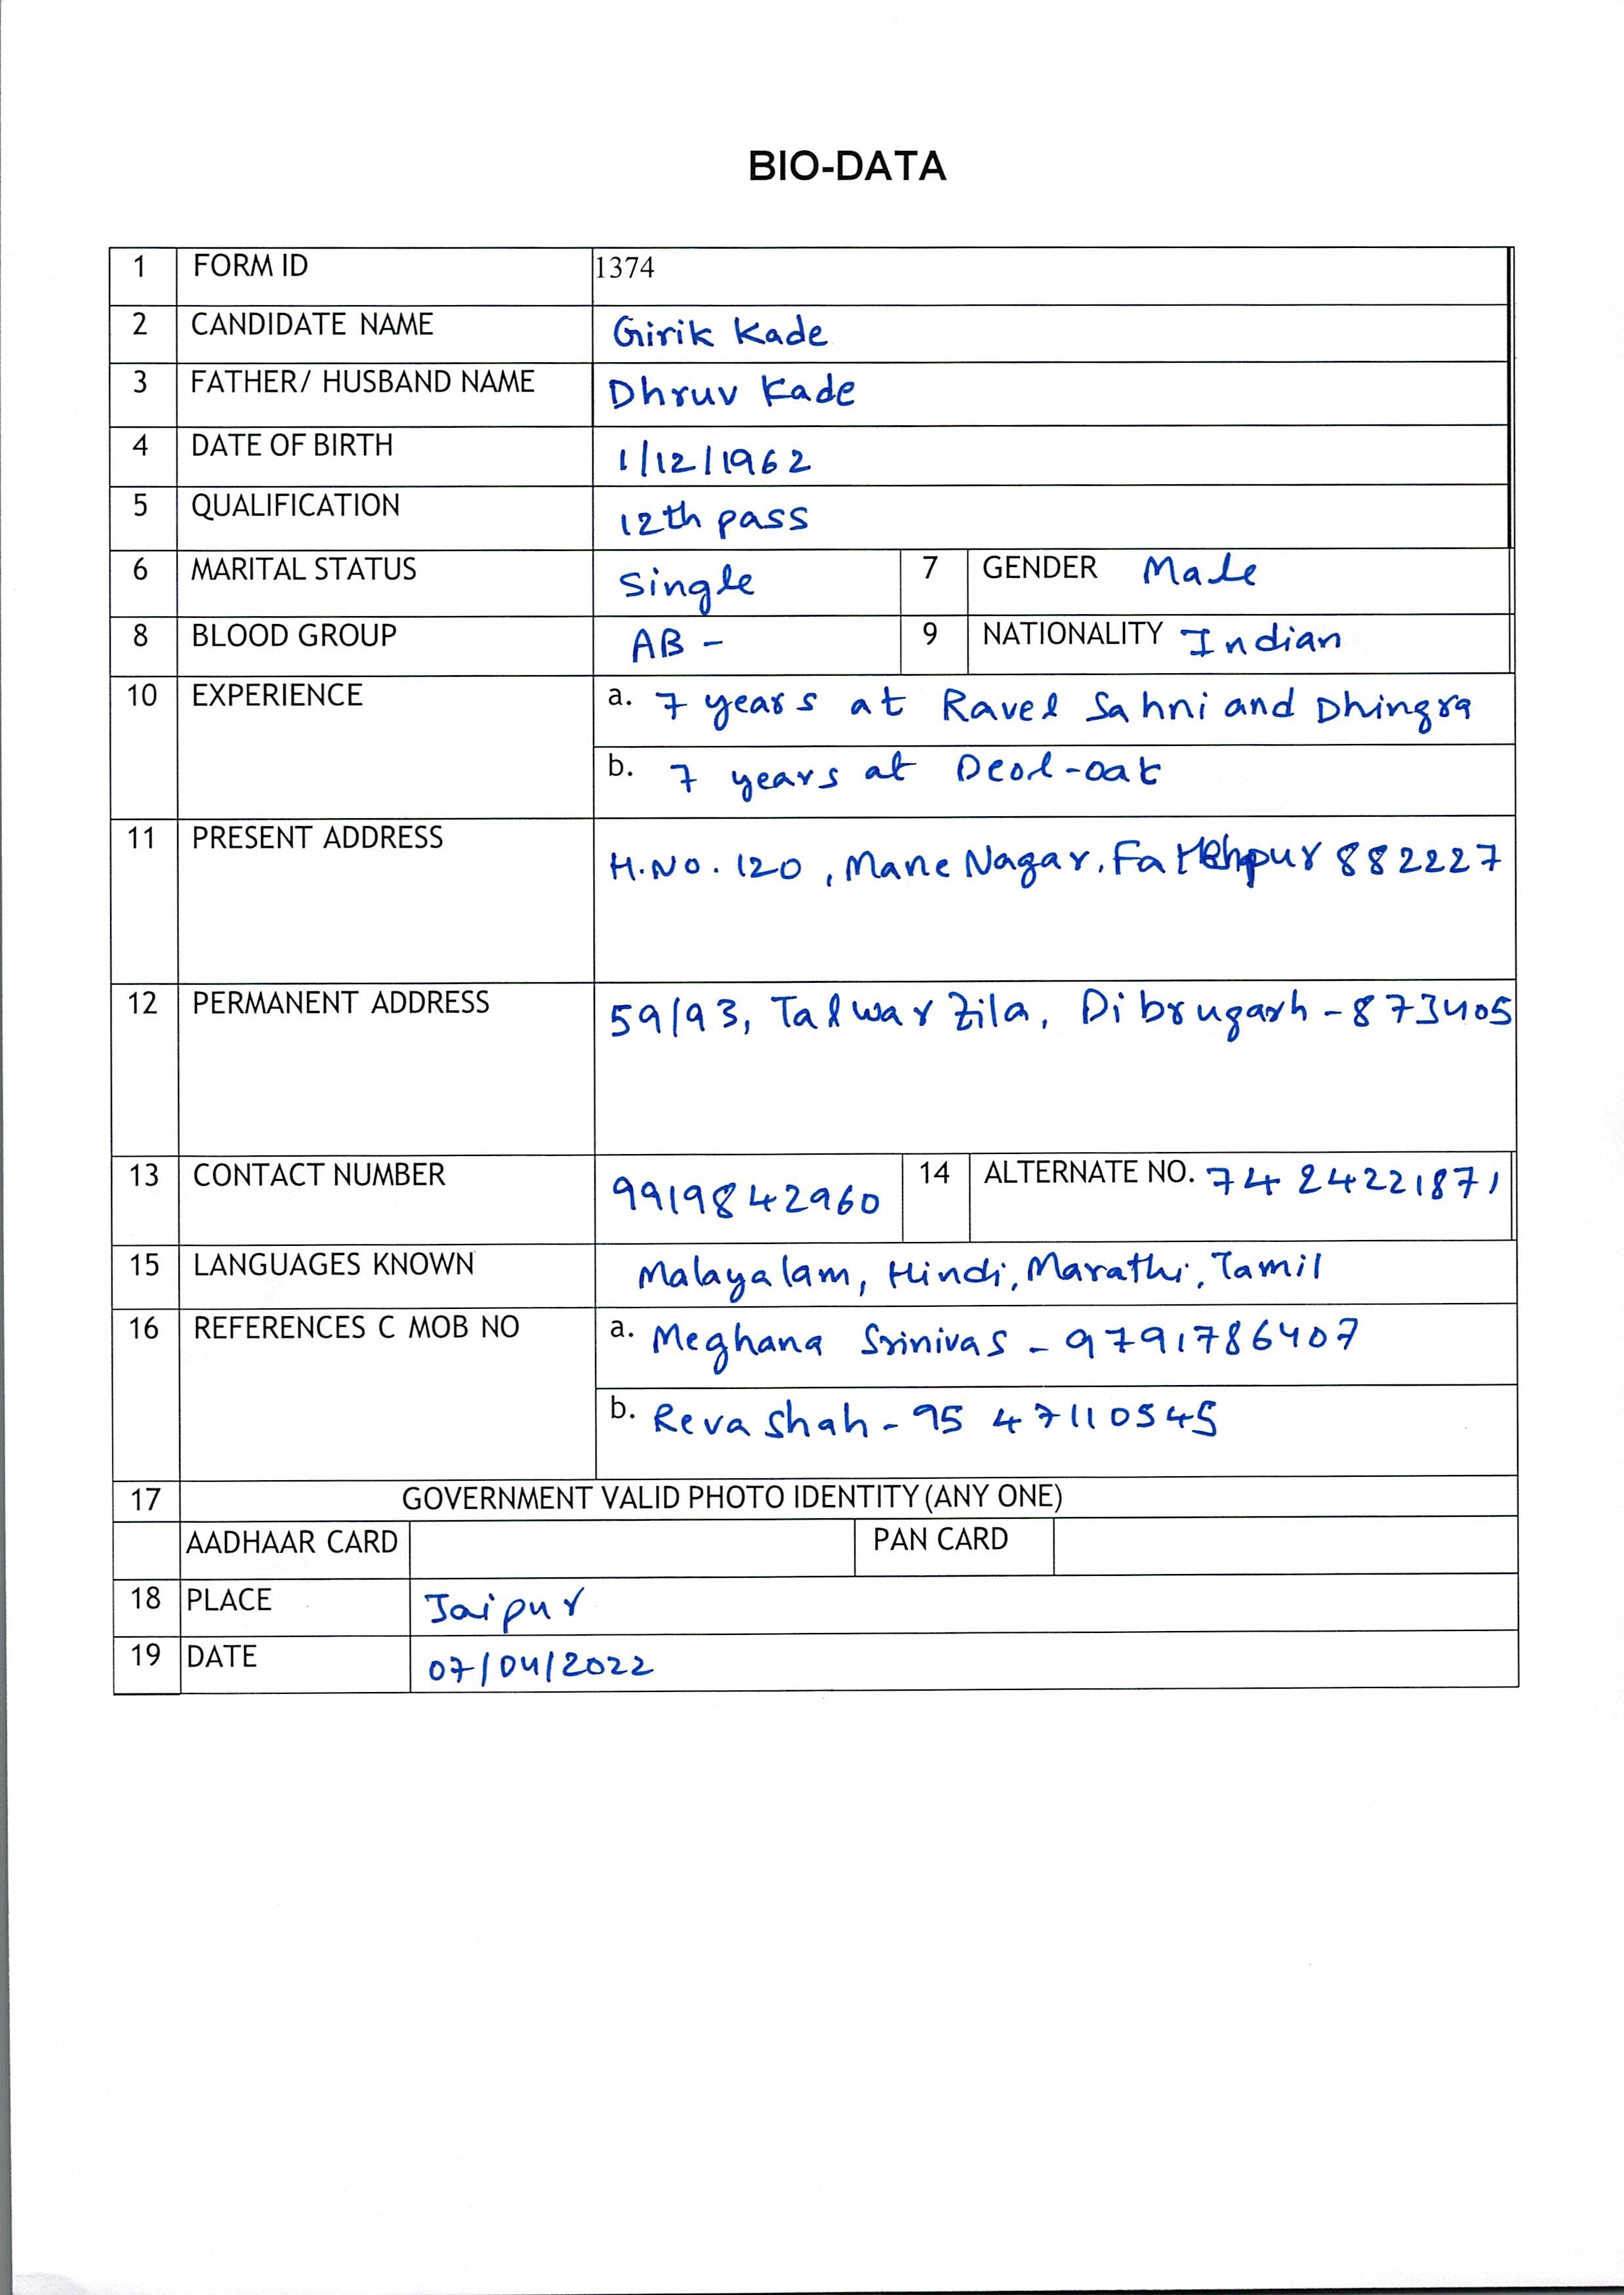 BIO-DATA
1 FORM ID 1374
2 CANDIDATE NAME Girik Kade
3 FATHER/ HUSBAND NAME Dhruv Kade
4 DATE OF BIRTH 1/12/1962
5 QUALIFICATION 12th pass
6 MARITAL STATUS Single 7 GENDER Male
8 BLOOD GROUP AB - 9 NATIONALITY Indian
10 EXPERIENCE a. 7 years at Ravel Sahni and Dhingra
b. 7 years at Deol-oak
11 PRESENT ADDRESS H.No. 120, Mane Nagar, 882227
12 PERMANENT ADDRESS 59/93, Talwar Zila, Dibrugarh - 873405
13 CONTACT NUMBER 9919842960 14 ALTERNATE NO. 7424221871
15 LANGUAGES KNOWN Malayalam, Hindi, Marathi, Tamil
16 REFERENCES C MOB NO a. Meghana Srinivas - 9791786407
b. Reva Shah - 95 47110545
17 GOVERNMENT VALID PHOTO IDENTITY (ANY ONE)
AADHAAR CARD PAN CARD
18 PLACE Jaipur
19 DATE 07/04/2022